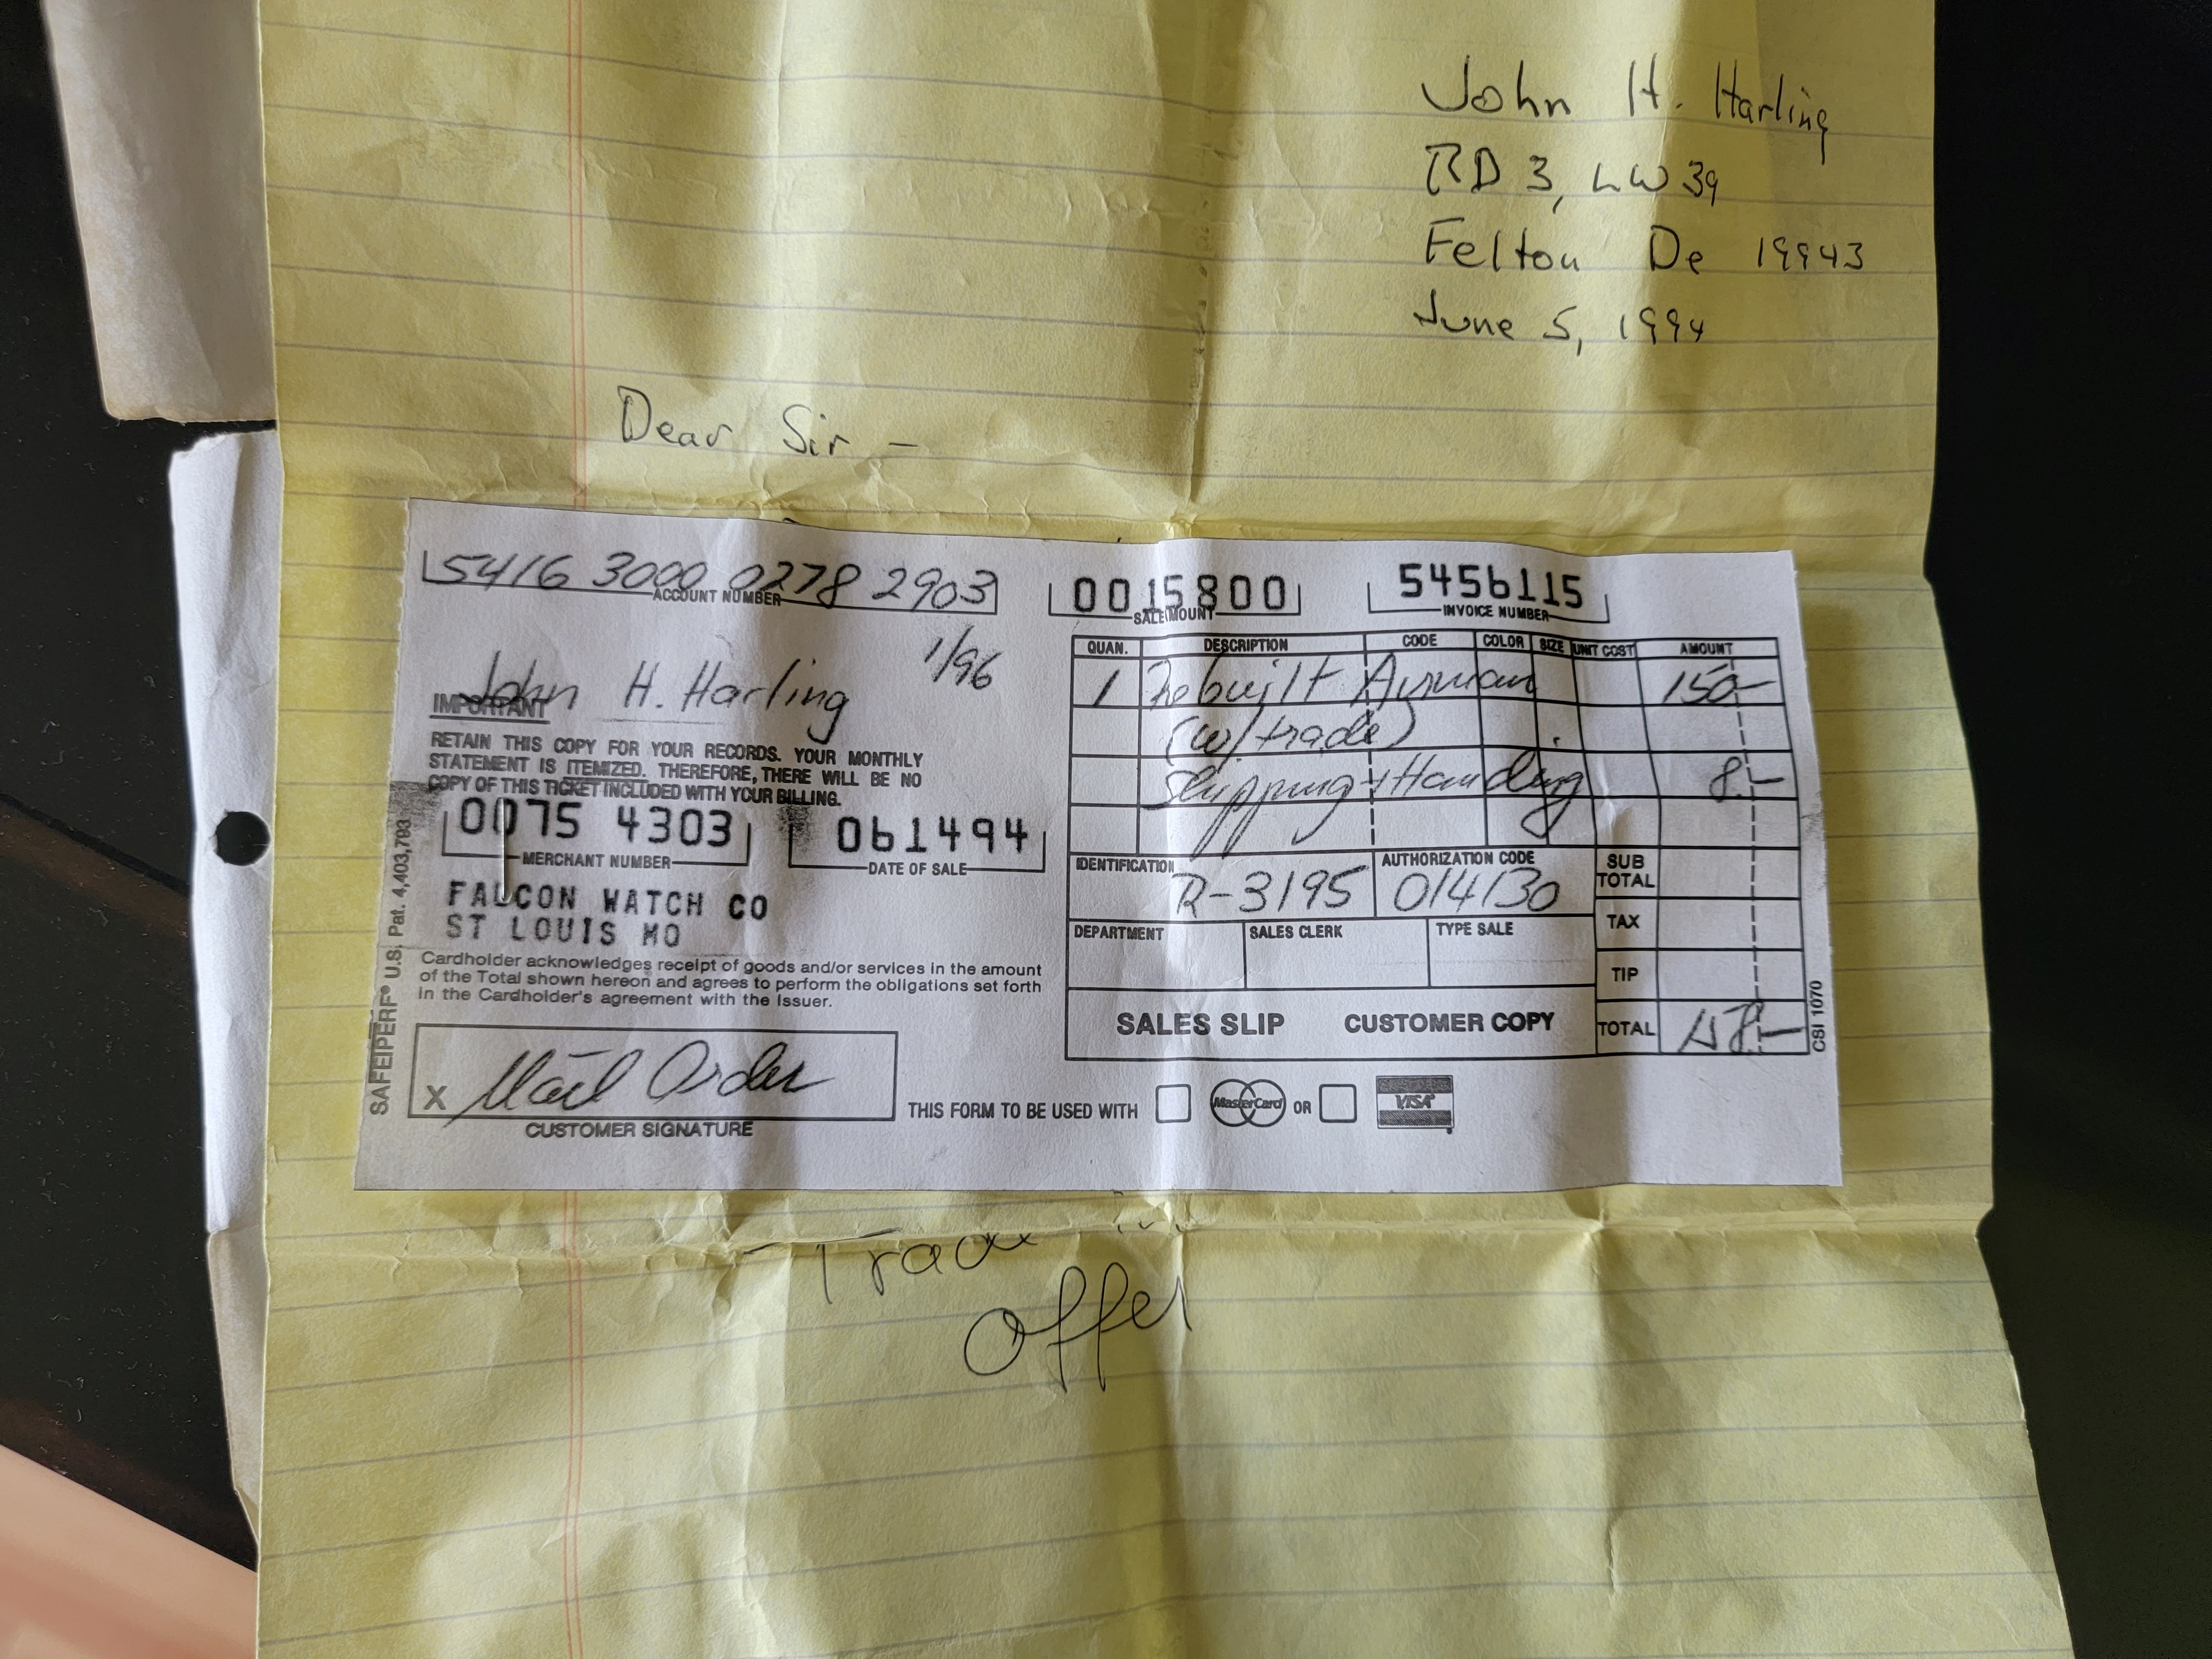 John H. Harling
RD 3, LW 39
Felton De 19943
June 5, 1994
Dear Sir –
5416 3000 0278 2903
ACCOUNT NUMBER
0015800
SALE AMOUNT
5456115
INVOICE NUMBER
1/96
John H. Harling
IMPORTANT
RETAIN THIS COPY FOR YOUR RECORDS. YOUR MONTHLY
STATEMENT IS ITEMIZED. THEREFORE, THERE WILL BE NO
COPY OF THIS TICKET INCLUDED WITH YOUR BILLING.
0075 4303
MERCHANT NUMBER
061494
DATE OF SALE
FALCON WATCH CO
ST LOUIS MO
Cardholder acknowledges receipt of goods and/or services in the amount
of the Total shown hereon and agrees to perform the obligations set forth
in the Cardholder's agreement with the Issuer.
X Mail Order
CUSTOMER SIGNATURE
SAFEIPERF® U.S. Pat. 4,403,793
QUAN. DESCRIPTION CODE COLOR SIZE UNIT COST AMOUNT
1 Rebuilt Airman 150–
(w/trade)
Shipping + Handling 8.–
IDENTIFICATION R-3195
AUTHORIZATION CODE 014130
SUB TOTAL
DEPARTMENT SALES CLERK TYPE SALE
TAX
TIP
SALES SLIP CUSTOMER COPY
TOTAL 158.–
CSI 1070
THIS FORM TO BE USED WITH MasterCard OR VISA
Trade in
offer